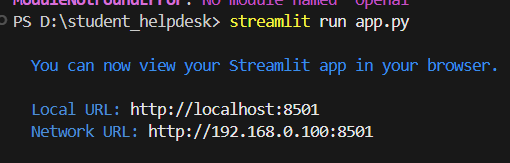 ModuleNotFoundError: No module named 'openai'
PS D:\student_helpdesk> streamlit run app.py
You can now view your Streamlit app in your browser.
Local URL: http://localhost:8501
Network URL: http://192.168.0.100:8501